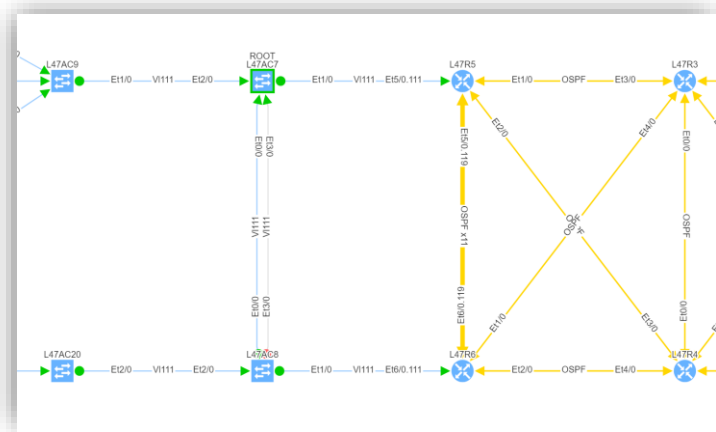 ROOT
L47AC9
L47AC7
L47R5
L47R3
Et1/0 Vl111 Et2/0
Et1/0 Vl111 Et5/0.111
Et1/0 OSPF Et3/0
Et0/0
Et3/0
Et5/0.119
Et2/0
Et4/0
Et0/0
Vl111
Vl111
OSPF x11
OSPF
OSPF
OSPF
Et0/0
Et3/0
Et6/0.119
Et1/0
Et3/0
Et0/0
L47AC20
L47AC8
L47R6
L47R4
Et2/0 Vl111 Et2/0
Et1/0 Vl111 Et6/0.111
Et2/0 OSPF Et4/0